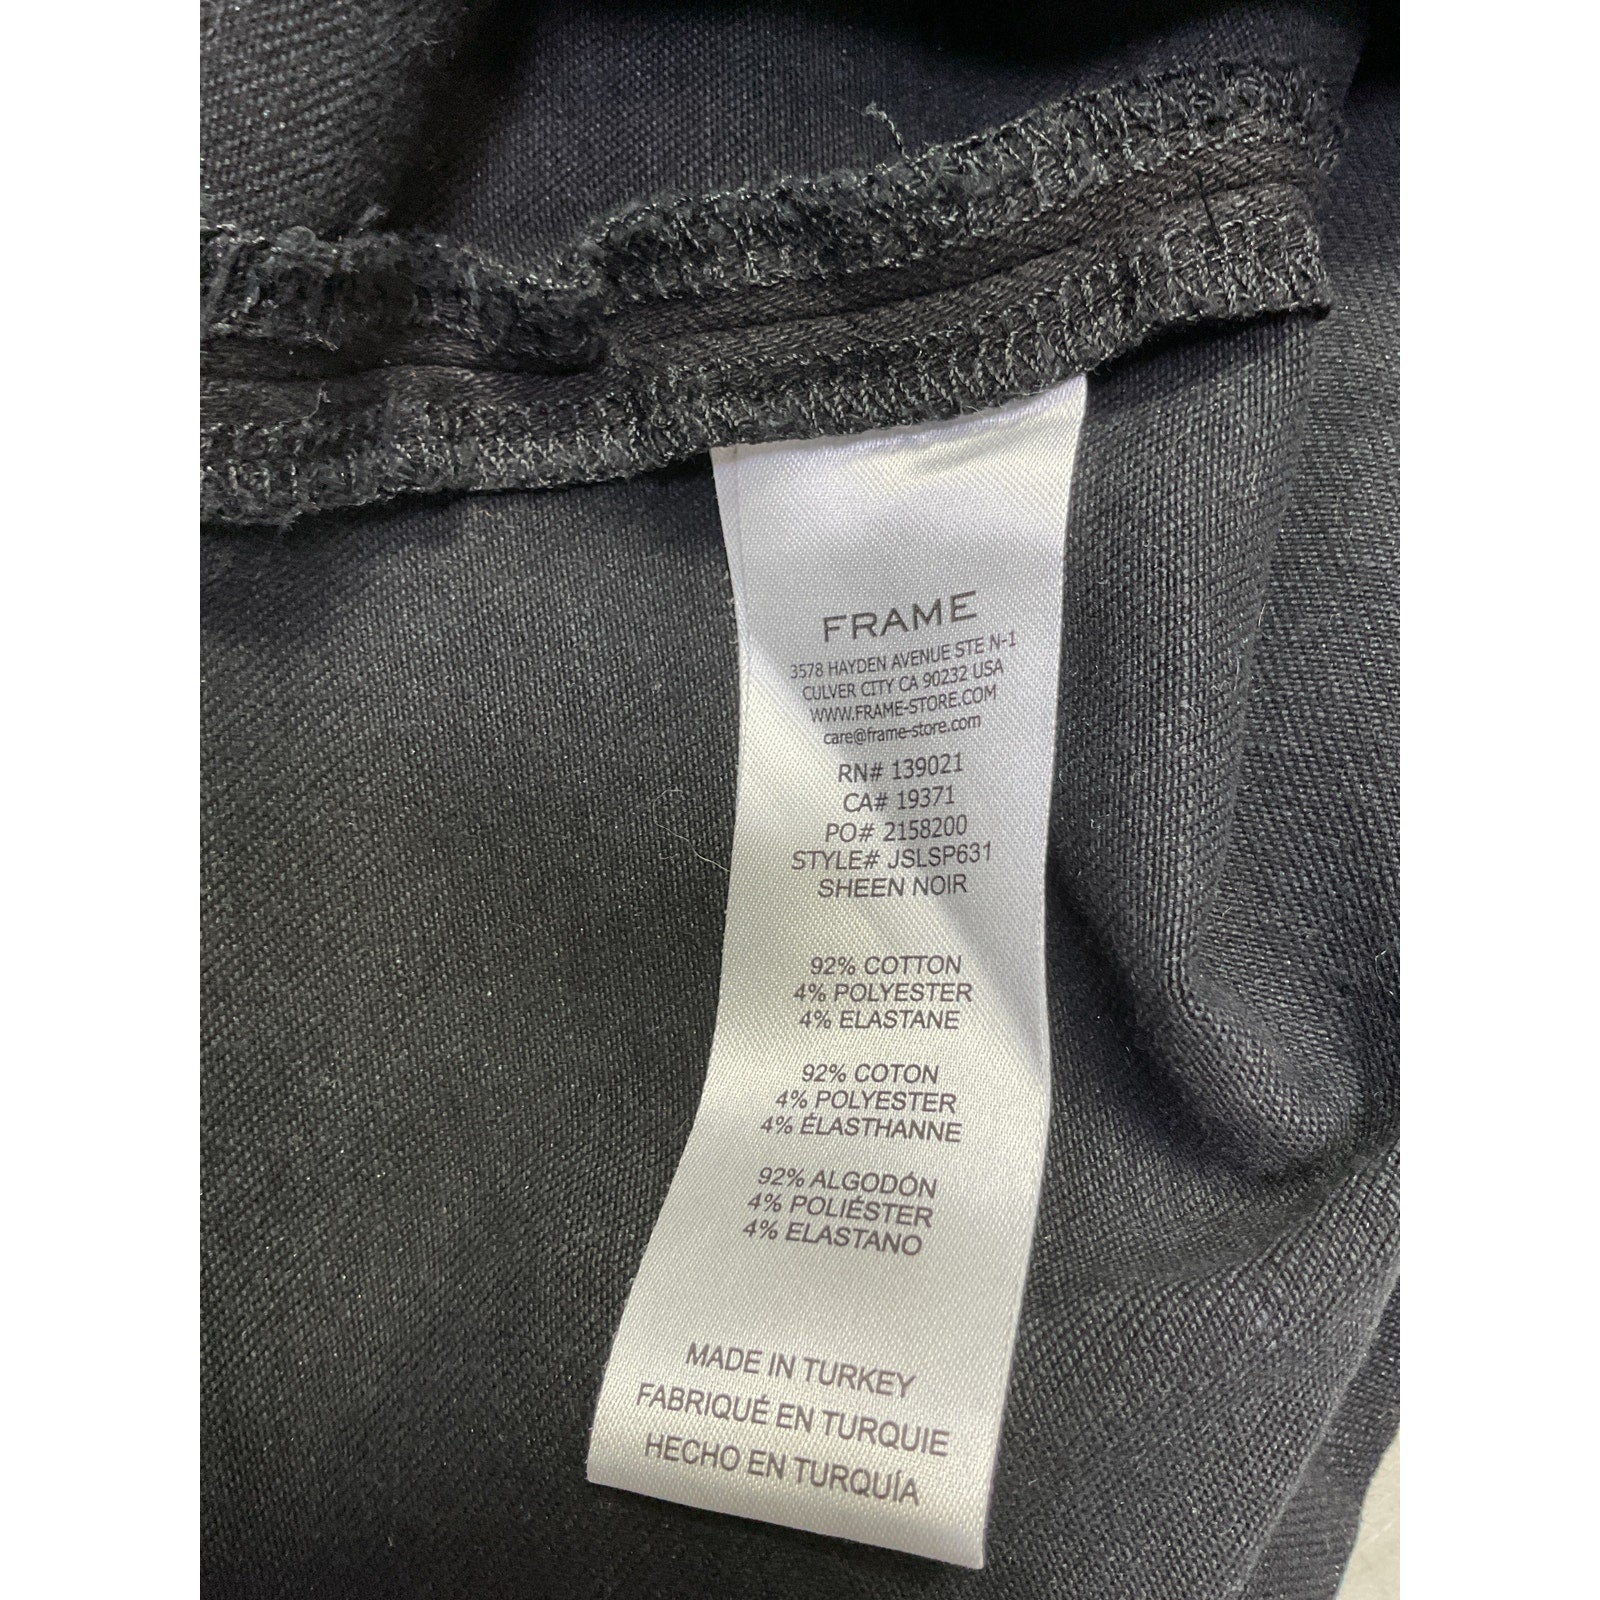 FRAME
3578 HAYDEN AVENUE STE N-1
CULVER CITY CA 90232 USA
WWW.FRAME-STORE.COM
care@frame-store.com
RN# 139021
CA# 19371
PO# 2158200
STYLE# JSLSP631
SHEEN NOIR
92% COTTON
4% POLYESTER
4% ELASTANE
92% COTON
4% POLYESTER
4% ÉLASTHANNE
92% ALGODÓN
4% POLIÉSTER
4% ELASTANO
MADE IN TURKEY
FABRIQUÉ EN TURQUIE
HECHO EN TURQUÍA